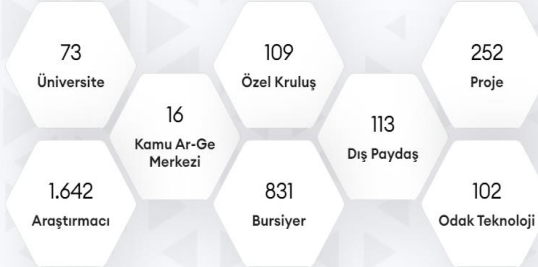 73
Üniversite
109
Özel Kruluş
252
Proje
16
Kamu Ar-Ge
Merkezi
113
Dış Paydaş
1.642
Araştırmacı
831
Bursiyer
102
Odak Teknoloji